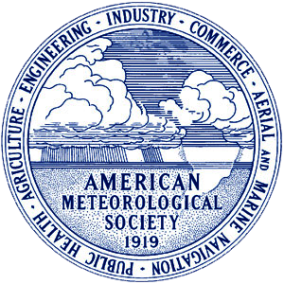 PUBLIC HEALTH - AGRICULTURE - ENGINEERING - INDUSTRY - COMMERCE - AERIAL AND MARINE NAVIGATION -
AMERICAN
METEOROLOGICAL
SOCIETY
1919